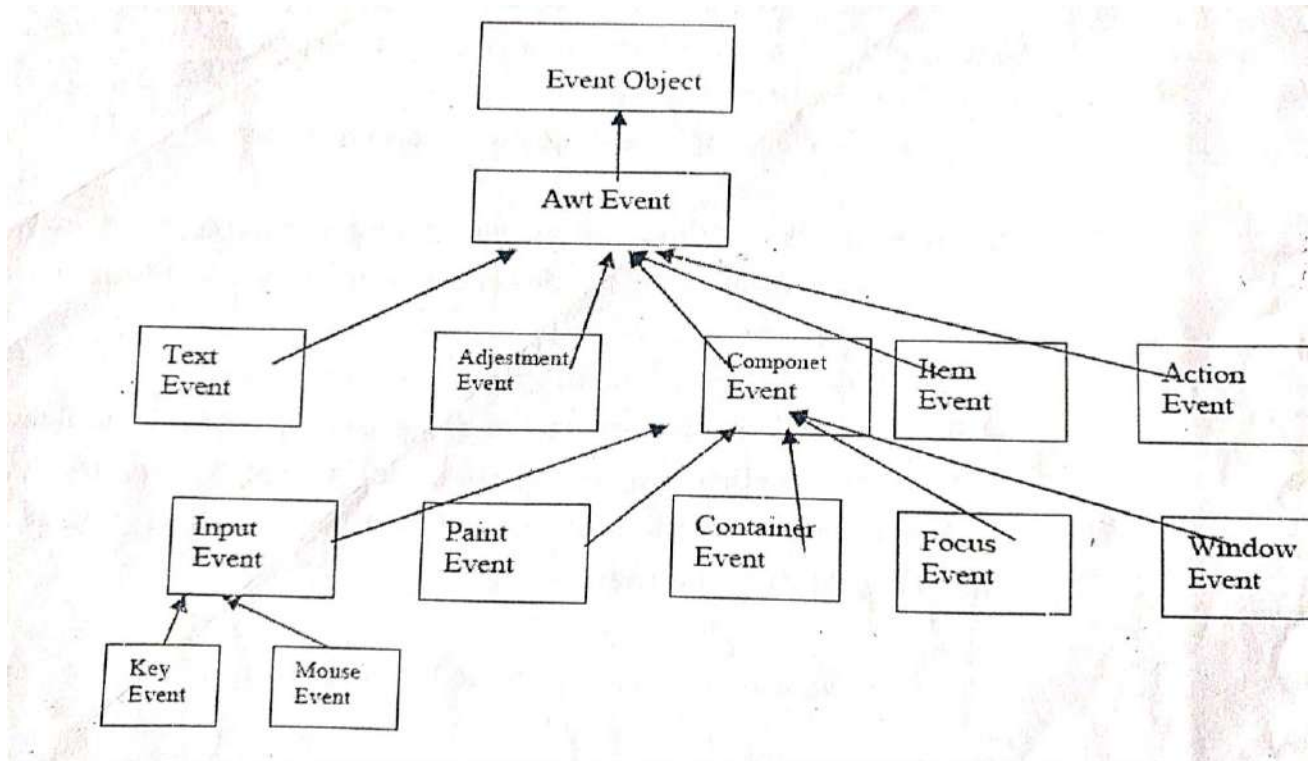 Event Object
Awt Event
Text
Event
Adjestment
Event
Componet
Event
Item
Event
Action
Event
Input
Event
Paint
Event
Container
Event
Focus
Event
Window
Event
Key
Event
Mouse
Event